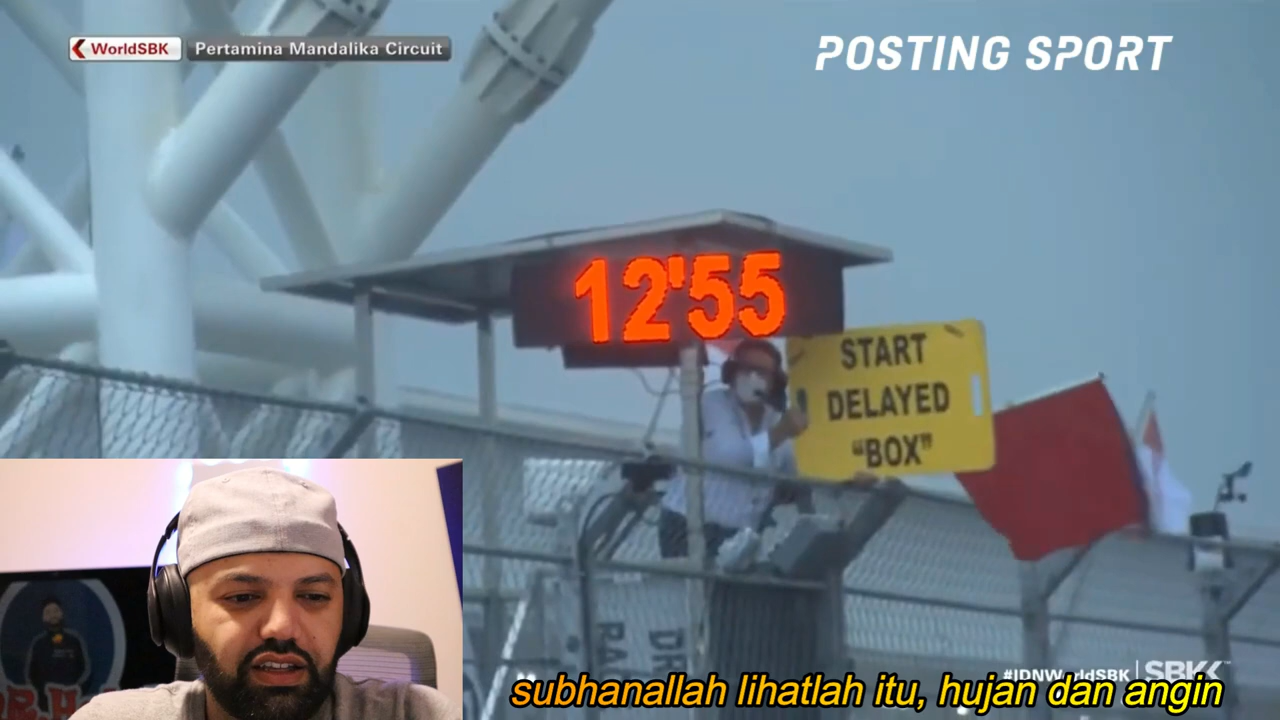 WorldSBK
Pertamina Mandalika Circuit
POSTING SPORT
12'55
START
DELAYED
"BOX"
#IDNWorldSBK
SBK
subhanallah lihatlah itu, hujan dan angin